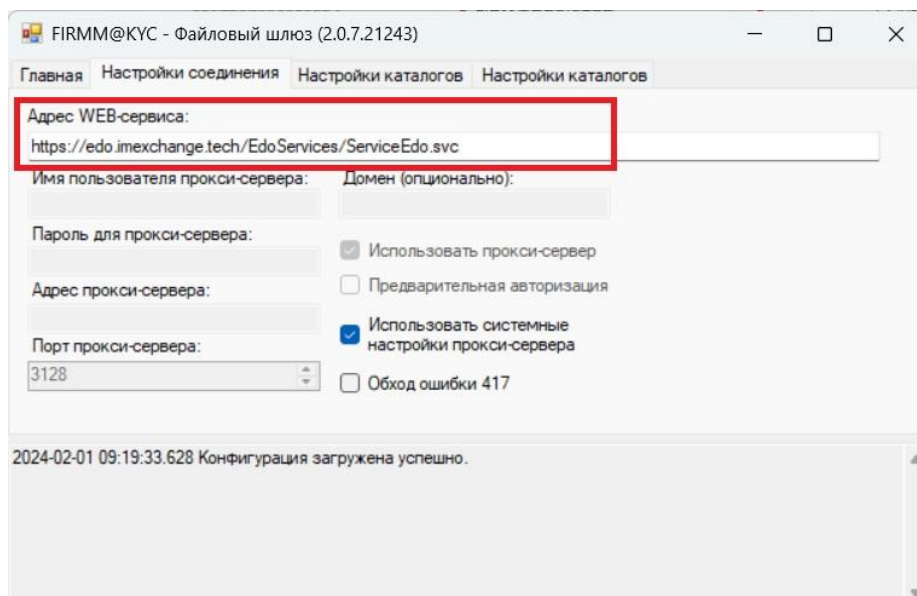 FIRMM@KYC - Файловый шлюз (2.0.7.21243)
Главная Настройки соединения Настройки каталогов Настройки каталогов
Адрес WEB-сервиса:
https://edo.imexchange.tech/EdoServices/ServiceEdo.svc
Имя пользователя прокси-сервера: Домен (опционально):
Пароль для прокси-сервера:
Использовать прокси-сервер
Предварительная авторизация
Адрес прокси-сервера:
Использовать системные
настройки прокси-сервера
Порт прокси-сервера:
3128
Обход ошибки 417
2024-02-01 09:19:33.628 Конфигурация загружена успешно.